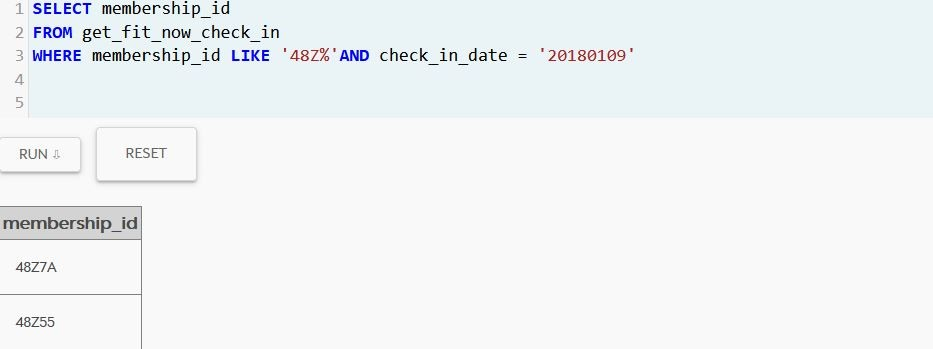 1 SELECT membership_id
2 FROM get_fit_now_check_in
3 WHERE membership_id LIKE '48Z%'AND check_in_date = '20180109'
4
5
RUN ⇩ RESET
membership_id
48Z7A
48Z55